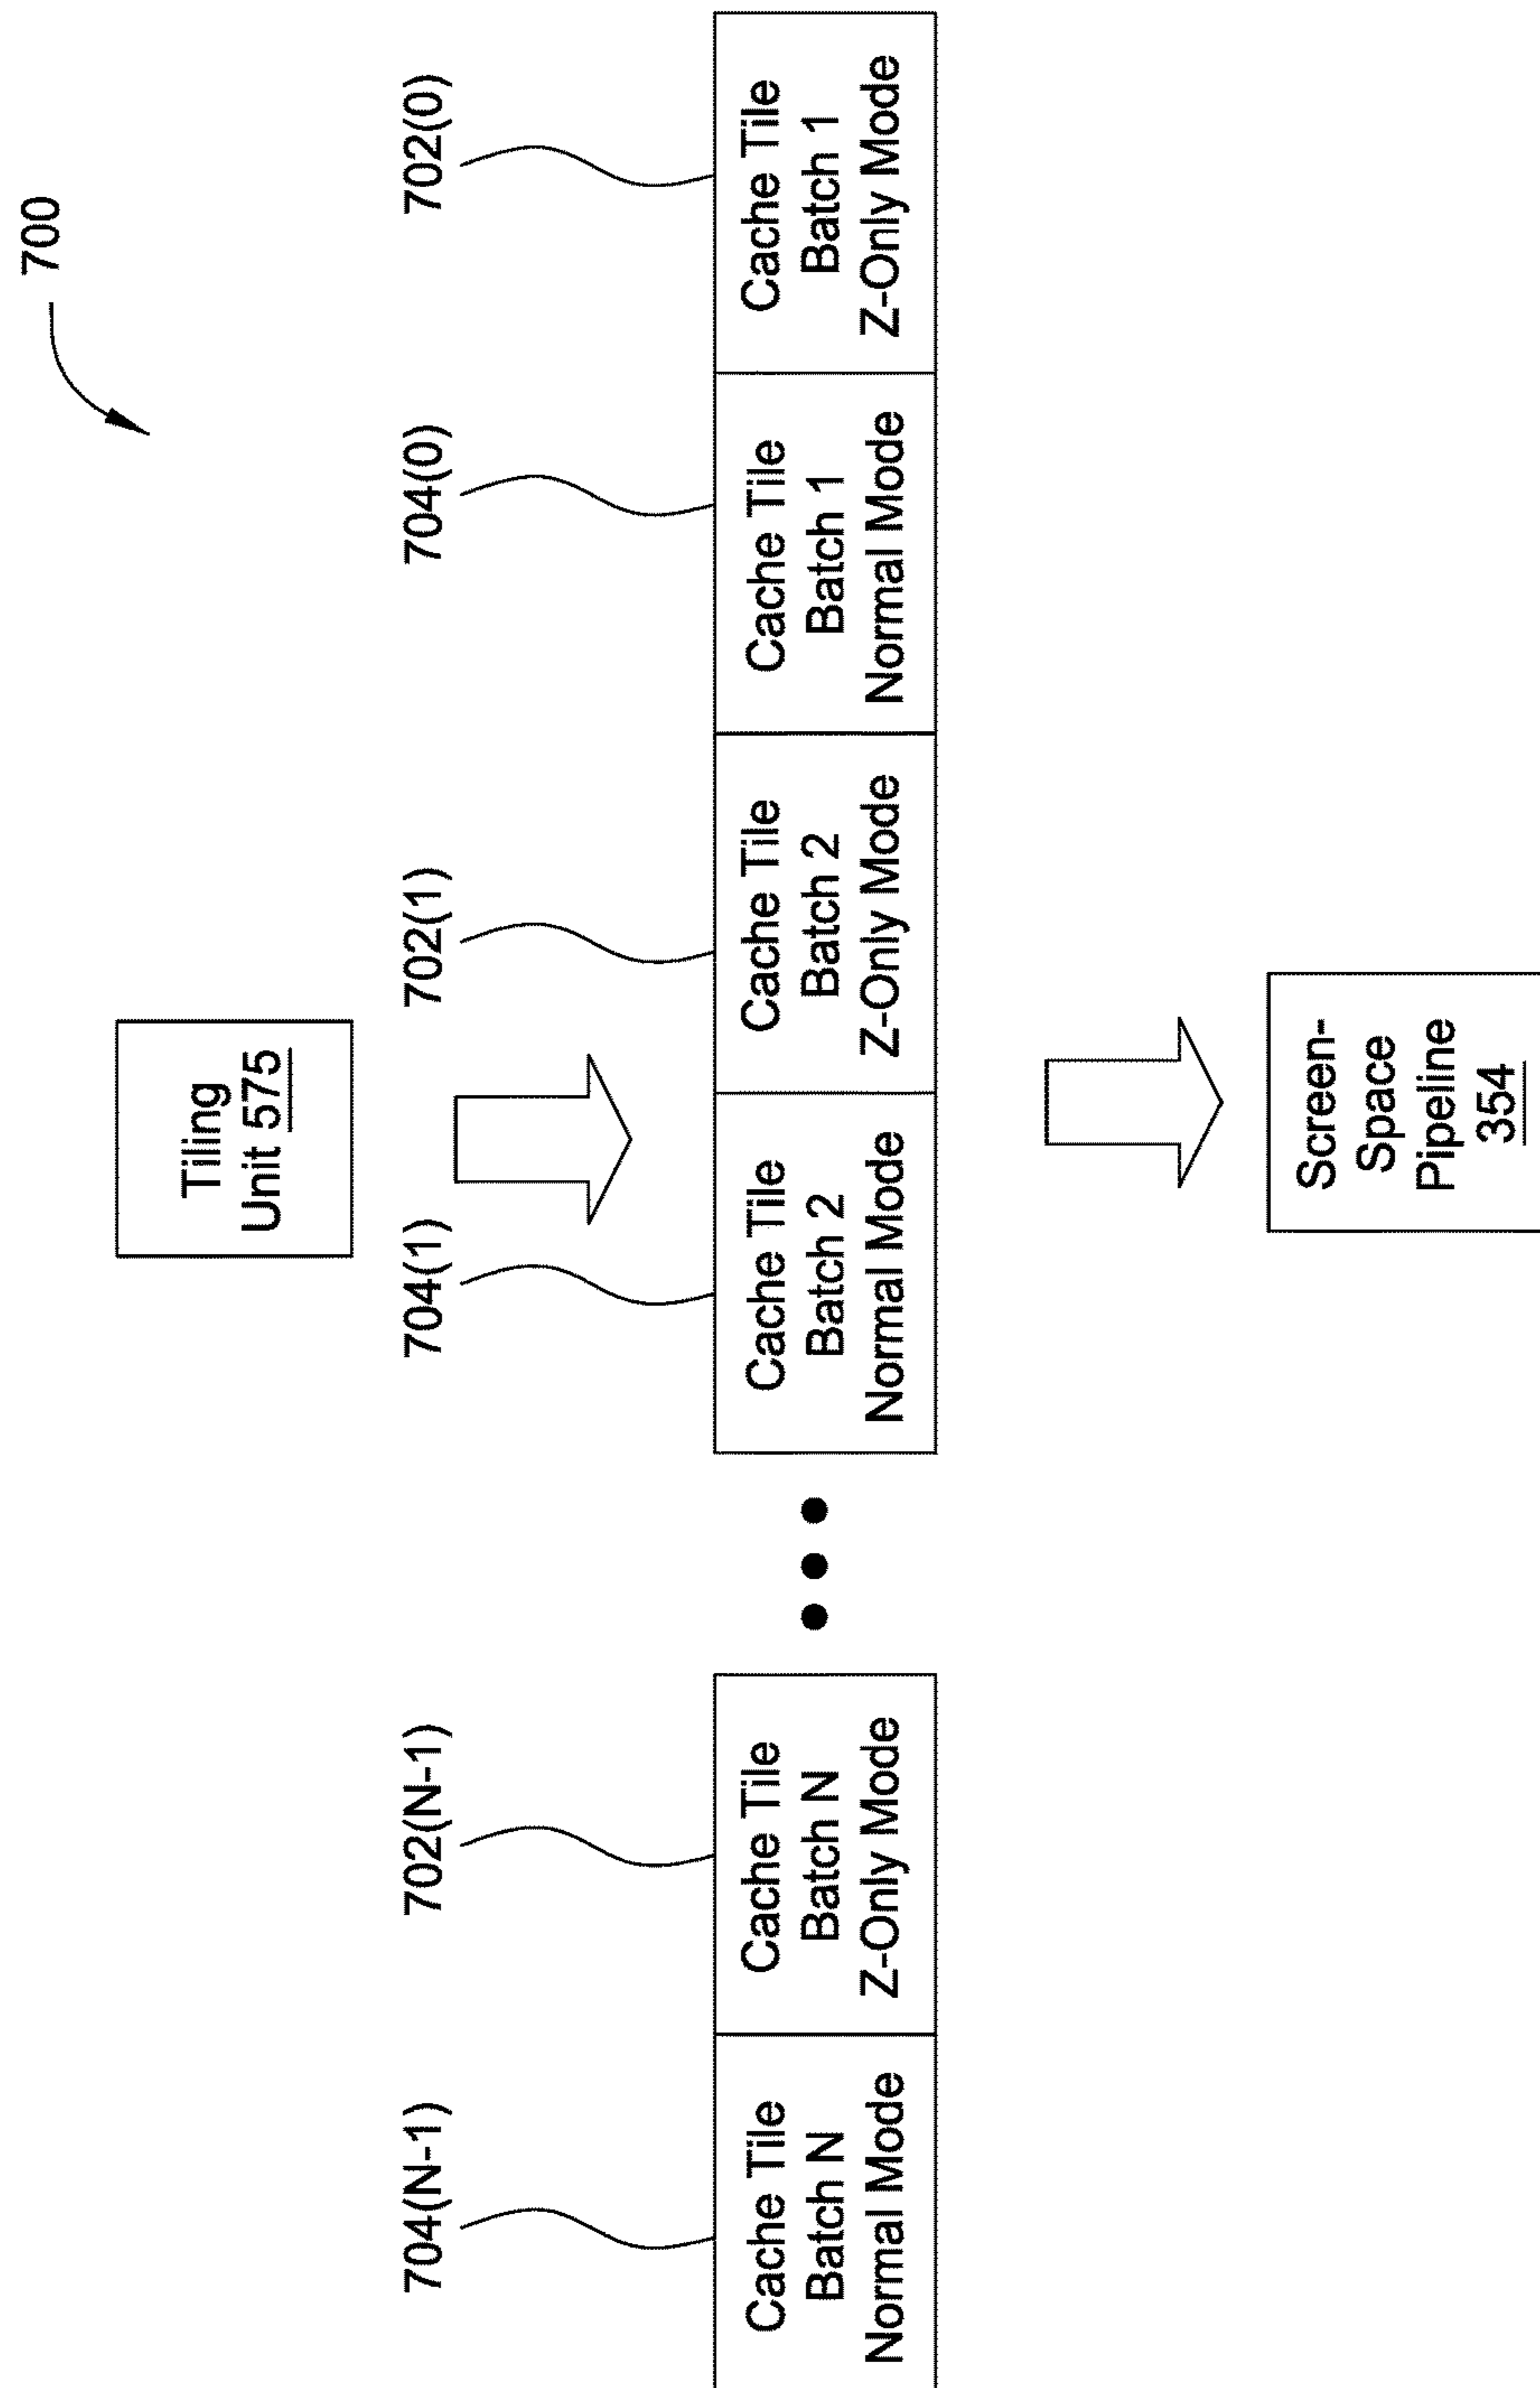 700
Tiling
Unit 575
704(N-1)
702(N-1)
704(1)
702(1)
704(0)
702(0)
Cache Tile
Batch N
Normal Mode
Cache Tile
Batch N
Z-Only Mode
Cache Tile
Batch 2
Normal Mode
Cache Tile
Batch 2
Z-Only Mode
Cache Tile
Batch 1
Normal Mode
Cache Tile
Batch 1
Z-Only Mode
Screen-
Space
Pipeline
354